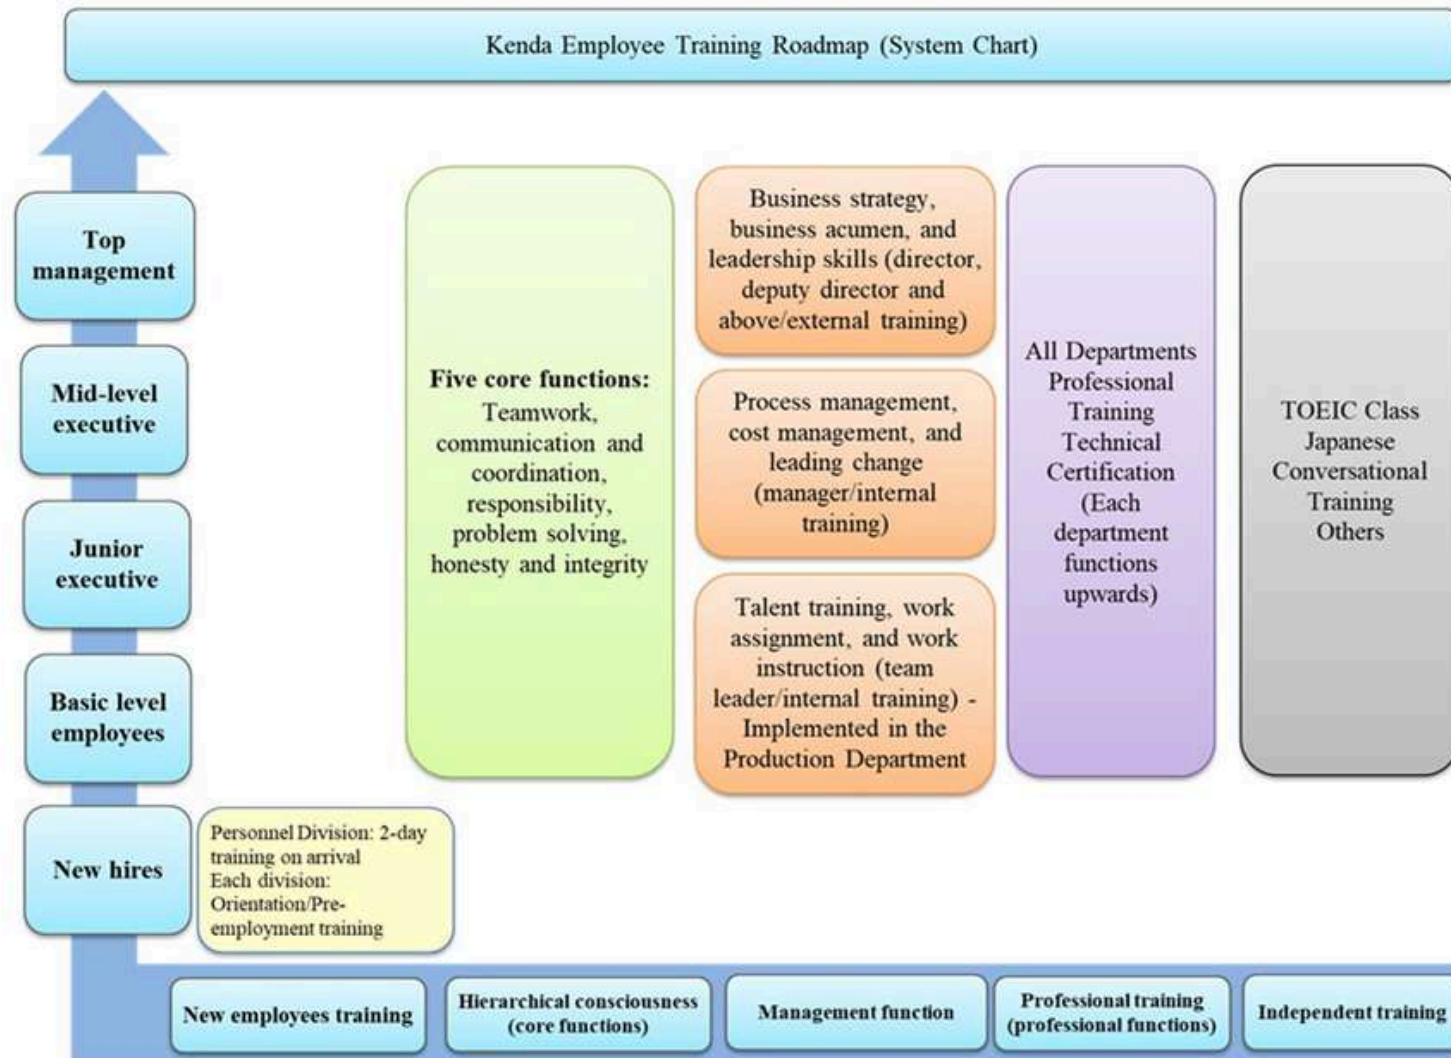 Kenda Employee Training Roadmap (System Chart)
Top
management
Mid-level
executive
Junior
executive
Basic level
employees
New hires
Personnel Division: 2-day
training on arrival
Each division:
Orientation/Pre-
employment training
Five core functions:
Teamwork,
communication and
coordination,
responsibility,
problem solving,
honesty and integrity
Business strategy,
business acumen, and
leadership skills (director,
deputy director and
above/external training)
Process management,
cost management, and
leading change
(manager/internal
training)
Talent training, work
assignment, and work
instruction (team
leader/internal training) -
Implemented in the
Production Department
All Departments
Professional
Training
Technical
Certification
(Each
department
functions
upwards)
TOEIC Class
Japanese
Conversational
Training
Others
New employees training
Hierarchical consciousness
(core functions)
Management function
Professional training
(professional functions)
Independent training